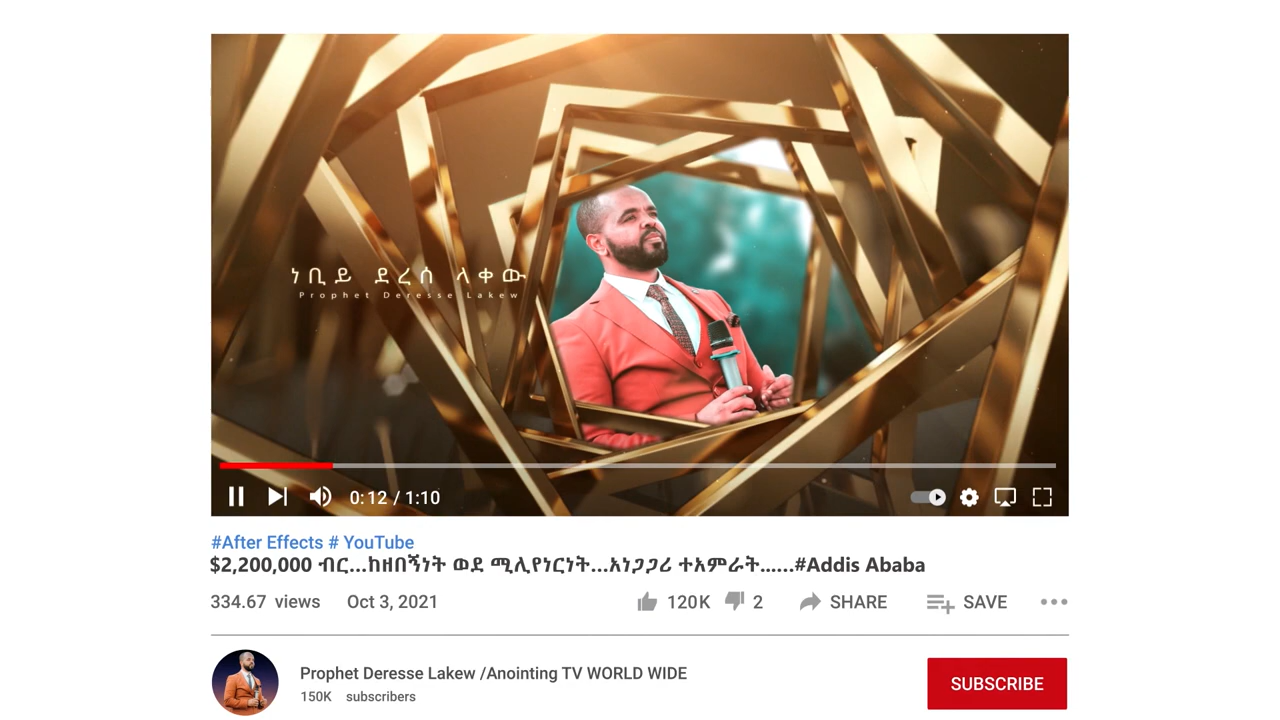 ነቢይ ደረሰ ላቀው
Prophet Deresse Lakew
0:12 / 1:10
#After Effects # YouTube
$2,200,000 ብር...ከዘበኝነት ወደ ሚሊየነርነት...አነጋጋሪ ተአምራት......#Addis Ababa
334.67 views Oct 3, 2021 120K 2 SHARE SAVE
Prophet Deresse Lakew /Anointing TV WORLD WIDE
150K subscribers
SUBSCRIBE